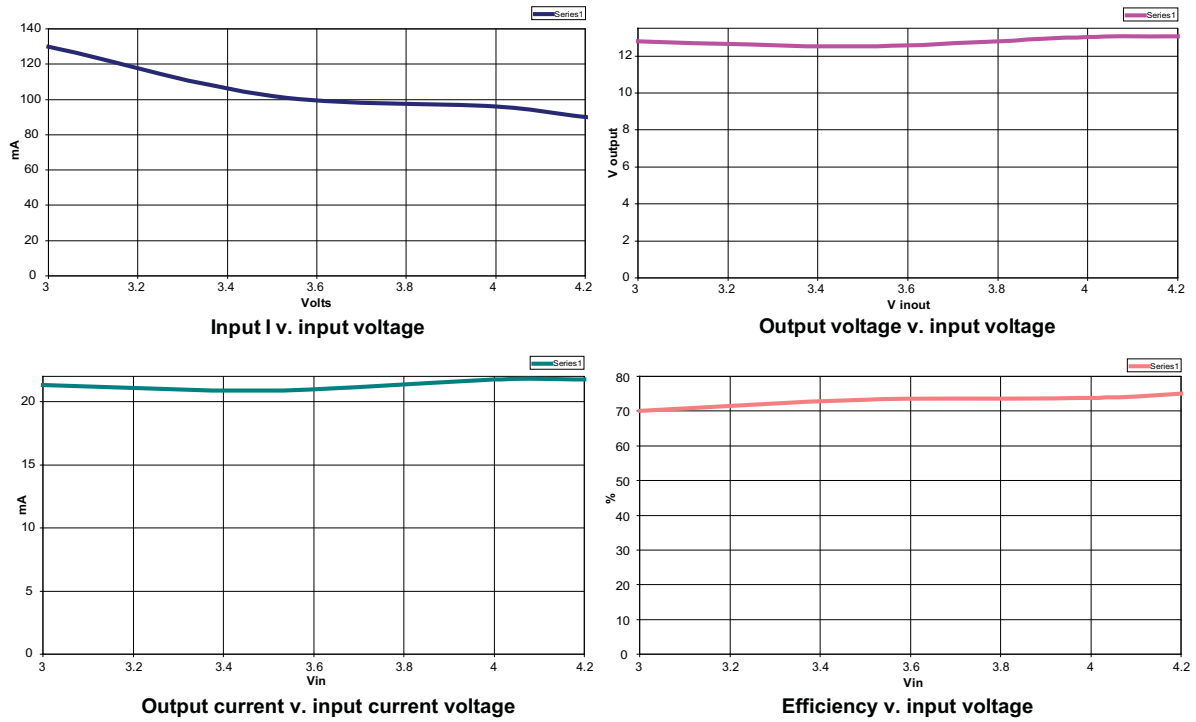 Series1
140
120
100
80
60
40
20
0
mA
3 3.2 3.4 3.6 3.8 4 4.2
Volts
Input I v. input voltage
Series1
12
10
8
6
4
2
0
V output
3 3.2 3.4 3.6 3.8 4 4.2
V inout
Output voltage v. input voltage
Series1
20
15
10
5
0
mA
3 3.2 3.4 3.6 3.8 4 4.2
Vin
Output current v. input current voltage
Series1
80
70
60
50
40
30
20
10
0
%
3 3.2 3.4 3.6 3.8 4 4.2
Vin
Efficiency v. input voltage